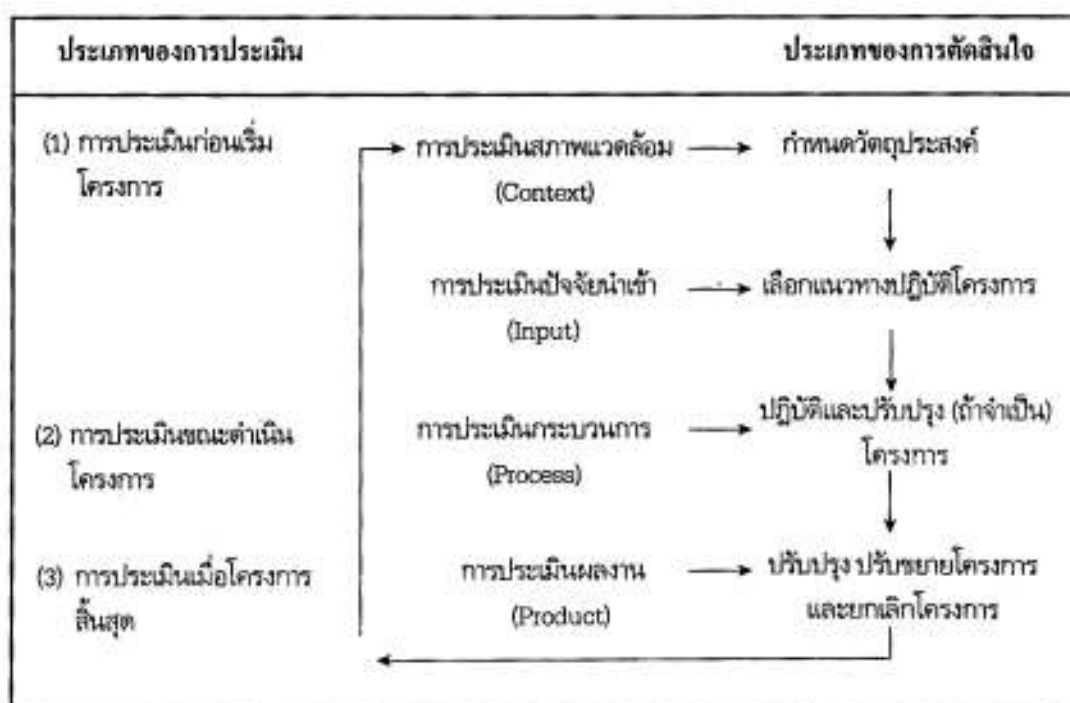 ประเภทของการประเมิน
ประเภทของการตัดสินใจ
(1) การประเมินก่อนเริ่ม
โครงการ
การประเมินสภาพแวดล้อม
(Context)
กำหนดวัตถุประสงค์
การประเมินปัจจัยนำเข้า
(Input)
เลือกแนวทางปฏิบัติโครงการ
(2) การประเมินขณะดำเนิน
โครงการ
การประเมินกระบวนการ
(Process)
ปฏิบัติและปรับปรุง (ถ้าจำเป็น)
โครงการ
(3) การประเมินเมื่อโครงการ
สิ้นสุด
การประเมินผลงาน
(Product)
ปรับปรุง ปรับขยายโครงการ
และยกเลิกโครงการ